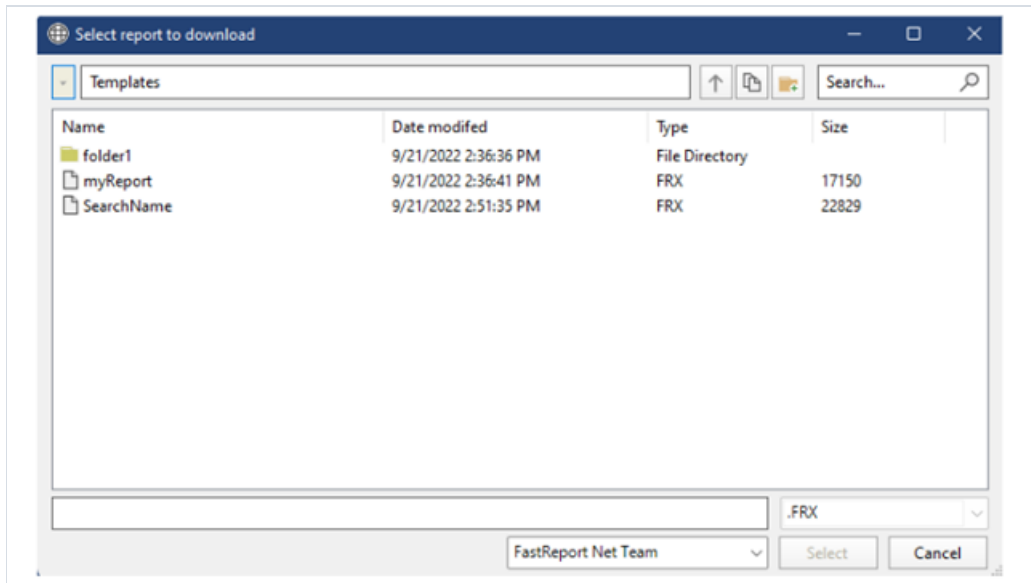 Select report to download
Templates
Search...
Name Date modifed Type Size
folder1 9/21/2022 2:36:36 PM File Directory
myReport 9/21/2022 2:36:41 PM FRX 17150
SearchName 9/21/2022 2:51:35 PM FRX 22829
.FRX
FastReport Net Team Select Cancel